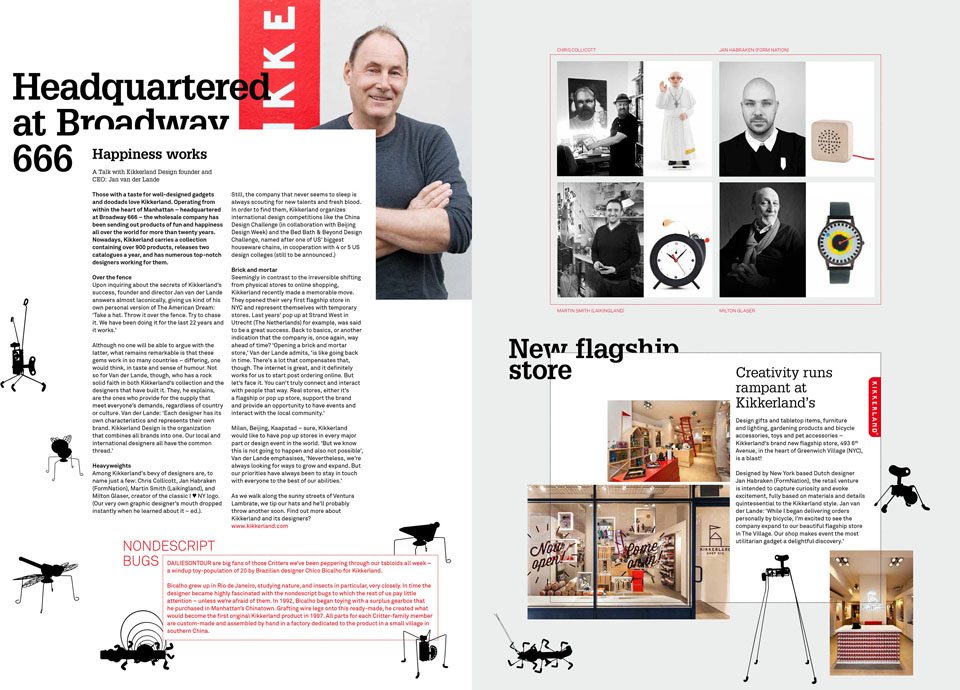 KIKKE
Headquartered
at Broadway
666
Happiness works
A Talk with Kikkerland Design founder and
CEO: Jan van der Lande
Those with a taste for well-designed gadgets
and doodads love Kikkerland. Operating from
within the heart of Manhattan – headquartered
at Broadway 666 – the wholesale company has
been sending out products of fun and happiness
all over the world for more than twenty years.
Nowadays, Kikkerland carries a collection
containing over 900 products, releases two
catalogues a year, and has numerous top-notch
designers working for them.
Over the fence
Upon inquiring about the secrets of Kikkerland's
success, founder and director Jan van der Lande
answers almost laconically, giving us kind of his
own personal version of The American Dream:
'Take a hat. Throw it over the fence. Try to chase
it. We have been doing it for the last 22 years and
it works.'
Although no one will be able to argue with the
latter, what remains remarkable is that these
gems work in so many countries – differing, one
would think, in taste and sense of humour. Not
so for Van der Lande, though, who has a rock
solid faith in both Kikkerland's collection and the
designers that have built it. They, he explains,
are the ones who provide for the supply that
meet everyone's demands, regardless of country
or culture. Van der Lande: 'Each designer has its
own characteristics and represents their own
brand. Kikkerland Design is the organization
that combines all brands into one. Our local and
international designers all have the common
thread.'
Heavyweights
Among Kikkerland's bevy of designers are, to
name just a few: Chris Collicott, Jan Habraken
(FormNation), Martin Smith (Laikingland), and
Milton Glaser, creator of the classic I ♥ NY logo.
(Our very own graphic designer's mouth dropped
instantly when he learned about it – ed.).
Still, the company that never seems to sleep is
always scouting for new talents and fresh blood.
In order to find them, Kikkerland organizes
international design competitions like the China
Design Challenge (in collaboration with Beijing
Design Week) and the Bed Bath & Beyond Design
Challenge, named after one of US' biggest
houseware chains, in cooperation with 4 or 5 US
design colleges (still to be announced.)
Brick and mortar
Seemingly in contrast to the irreversible shifting
from physical stores to online shopping,
Kikkerland recently made a memorable move.
They opened their very first flagship store in
NYC and represent themselves with temporary
stores. Last years' pop up at Strand West in
Utrecht (The Netherlands) for example, was said
to be a great success. Back to basics, or another
indication that the company is, once again, way
ahead of time? 'Opening a brick and mortar
store,' Van der Lande admits, 'is like going back
in time. There's a lot that compensates that,
though. The internet is great, and it definitely
works for us to start post ordering online. But
let's face it. You can't truly connect and interact
with people that way. Real stores, either it's
a flagship or pop up store, support the brand
and provide an opportunity to have events and
interact with the local community.'
Milan, Beijing, Kaapstad – sure, Kikkerland
would like to have pop up stores in every major
part or design event in the world. 'But we know
this is not going to happen and also not possible',
Van der Lande emphasises, 'Nevertheless, we're
always looking for ways to grow and expand. But
our priorities have always been to stay in touch
with everyone to the best of our abilities.'
As we walk along the sunny streets of Ventura
Lambrate, we tip our hats and he'll probably
throw another soon. Find out more about
Kikkerland and its designers?
www.kikkerland.com
NONDESCRIPT
BUGS
DAILIESONTOUR are big fans of those Critters we've been peppering through our tabloids all week –
a windup toy-population of 20 by Brazilian designer Chico Bicalho for Kikkerland.
Bicalho grew up in Rio de Janeiro, studying nature, and insects in particular, very closely. In time the
designer became highly fascinated with the nondescript bugs to which the rest of us pay little
attention – unless we're afraid of them. In 1992, Bicalho began toying with a surplus gearbox that
he purchased in Manhattan's Chinatown. Grafting wire legs onto this ready-made, he created what
would become the first original Kikkerland product in 1997. All parts for each Critter-family member
are custom-made and assembled by hand in a factory dedicated to the product in a small village in
southern China.
CHRIS COLLICOTT
JAN HABRAKEN (FORM NATION)
MARTIN SMITH (LAIKINGLAND)
MILTON GLASER
New flagship
store
Creativity runs
rampant at
Kikkerland's
KIKKERLAND
Design gifts and tabletop items, furniture
and lighting, gardening products and bicycle
accessories, toys and pet accessories –
Kikkerland's brand new flagship store, 493 6th
Avenue, in the heart of Greenwich Village (NYC),
is a blast!
Designed by New York based Dutch designer
Jan Habraken (FormNation), the retail venture
is intended to capture curiosity and evoke
excitement, fully based on materials and details
quintessential to the Kikkerland style. Jan van
der Lande: 'While I began delivering orders
personally by bicycle, I'm excited to see the
company expand to our beautiful flagship store
in The Village. Our shop makes event the most
utilitarian gadget a delightful discovery.'
Now
open!
Come
on in
KIKKERLAND